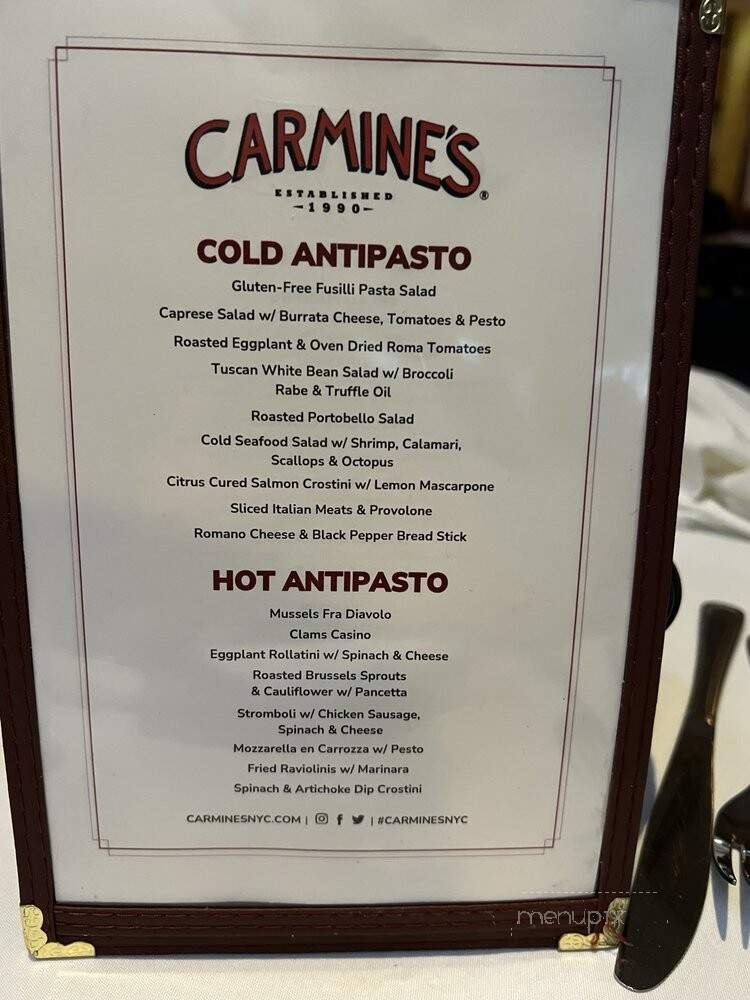 CARMINE'S®
ESTABLISHED
-1990-
COLD ANTIPASTO
Gluten-Free Fusilli Pasta Salad
Caprese Salad w/ Burrata Cheese, Tomatoes & Pesto
Roasted Eggplant & Oven Dried Roma Tomatoes
Tuscan White Bean Salad w/ Broccoli
Rabe & Truffle Oil
Roasted Portobello Salad
Cold Seafood Salad w/ Shrimp, Calamari,
Scallops & Octopus
Citrus Cured Salmon Crostini w/ Lemon Mascarpone
Sliced Italian Meats & Provolone
Romano Cheese & Black Pepper Bread Stick
HOT ANTIPASTO
Mussels Fra Diavolo
Clams Casino
Eggplant Rollatini w/ Spinach & Cheese
Roasted Brussels Sprouts
& Cauliflower w/ Pancetta
Stromboli w/ Chicken Sausage,
Spinach & Cheese
Mozzarella en Carrozza w/ Pesto
Fried Raviolinis w/ Marinara
Spinach & Artichoke Dip Crostini
CARMINESNYC.COM | f | #CARMINESNYC
menupix